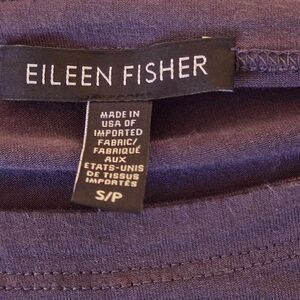 EILEEN FISHER
MADE IN
USA OF
IMPORTED
FABRIC/
FABRIQUÉ
AUX
ETATS-UNIS
DE TISSUS
IMPORTÉS
S/P